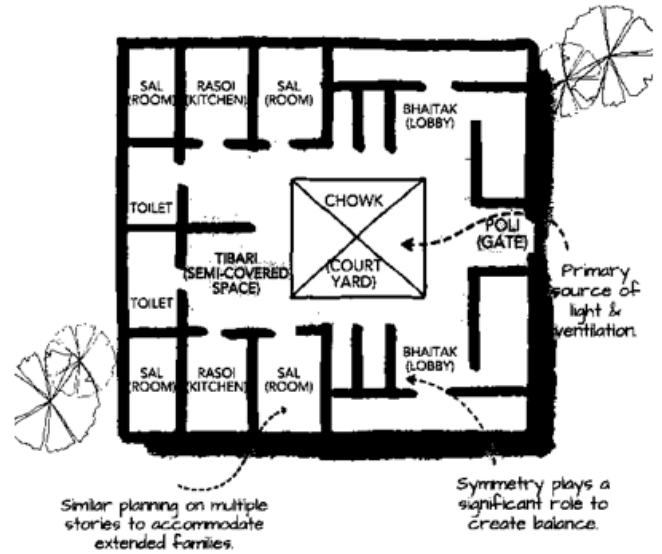 SAL
(ROOM)
RASOI
(KITCHEN)
SAL
(ROOM)
BHAITAK
(LOBBY)
TOILET
CHOWK
(COURT
YARD)
POLI
(GATE)
TIBARI
(SEMI-COVERED
SPACE)
Primary
source of
light &
ventilation.
TOILET
SAL
(ROOM)
RASOI
(KITCHEN)
SAL
(ROOM)
BHAITAK
(LOBBY)
Similar planning on multiple
stories to accommodate
extended families.
Symmetry plays a
significant role to
create balance.